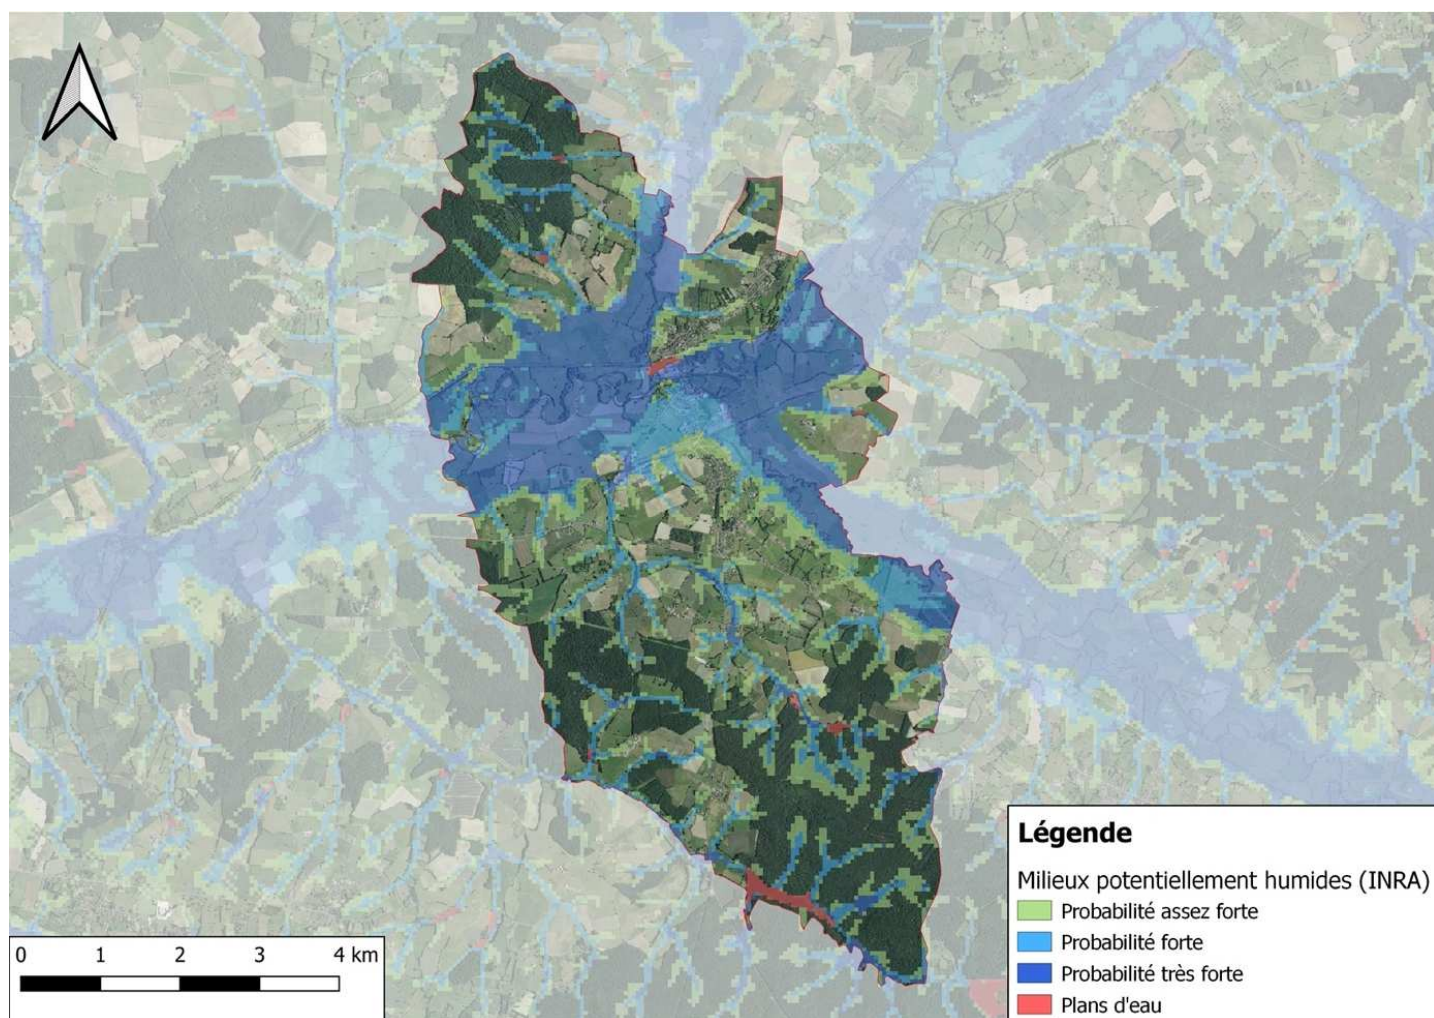 Légende
Milieux potentiellement humides (INRA)
Probabilité assez forte
Probabilité forte
Probabilité très forte
Plans d'eau
0 1 2 3 4 km